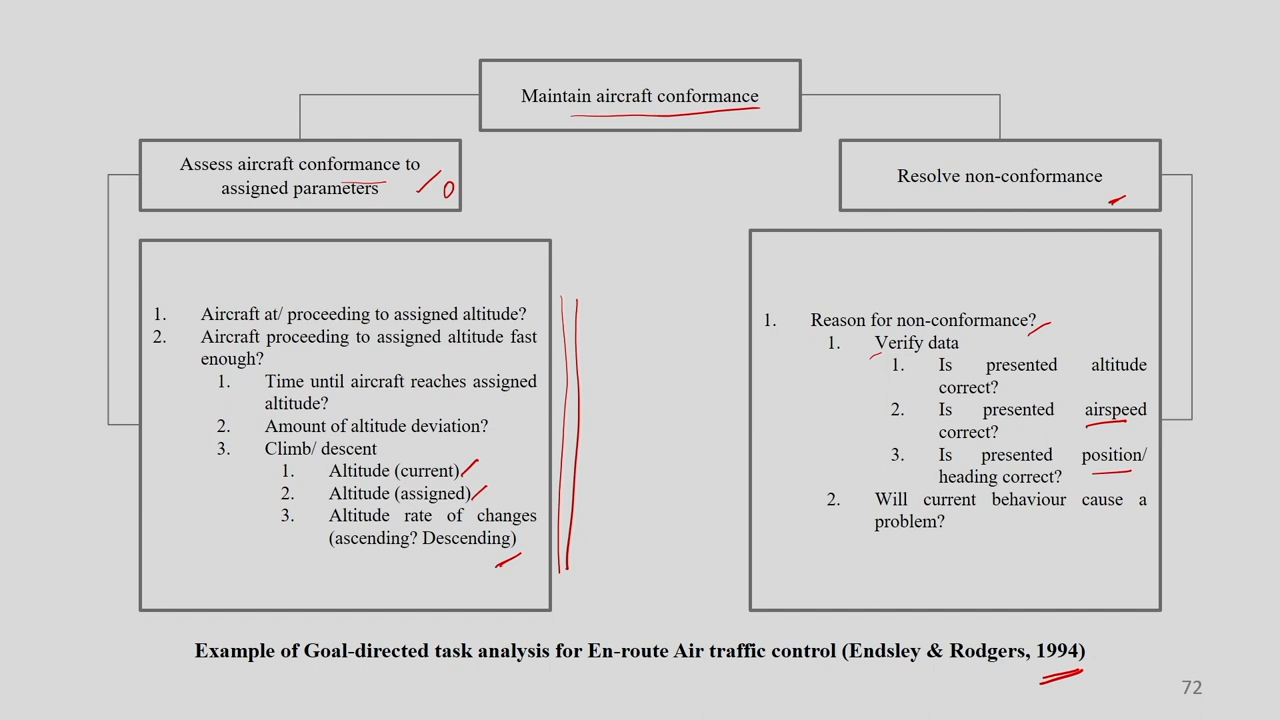 Maintain aircraft conformance
Assess aircraft conformance to
assigned parameters
Resolve non-conformance
1. Aircraft at/ proceeding to assigned altitude?
2. Aircraft proceeding to assigned altitude fast
enough?
1. Time until aircraft reaches assigned
altitude?
2. Amount of altitude deviation?
3. Climb/ descent
1. Altitude (current)
2. Altitude (assigned)
3. Altitude rate of changes
(ascending? Descending)
1. Reason for non-conformance?
1. Verify data
1. Is presented altitude
correct?
2. Is presented airspeed
correct?
3. Is presented position/
heading correct?
2. Will current behaviour cause a
problem?
Example of Goal-directed task analysis for En-route Air traffic control (Endsley & Rodgers, 1994)
72